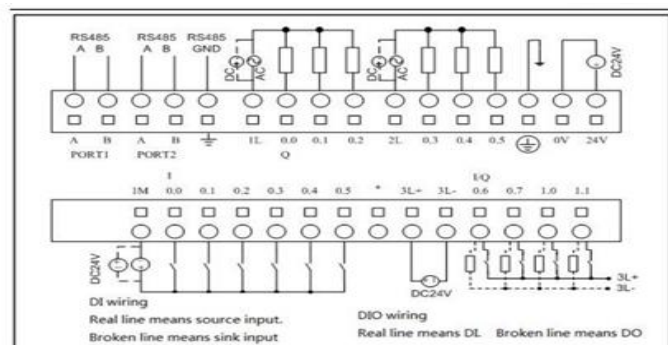 RS485 RS485 RS485
A B A B GND
DC AC DC AC DC24V
A B A B 1L 0.0 0.1 0.2 2L 0.3 0.4 0.5 0V 24V
PORT1 PORT2 Q
I I/Q
1M 0.0 0.1 0.2 0.3 0.4 0.5 * 3L+ 3L- 0.6 0.7 1.0 1.1
DC24V
DC24V
3L+
3L-
DI wiring
Real line means source input.
Broken line means sink input
DIO wiring
Real line means DI. Broken line means DO